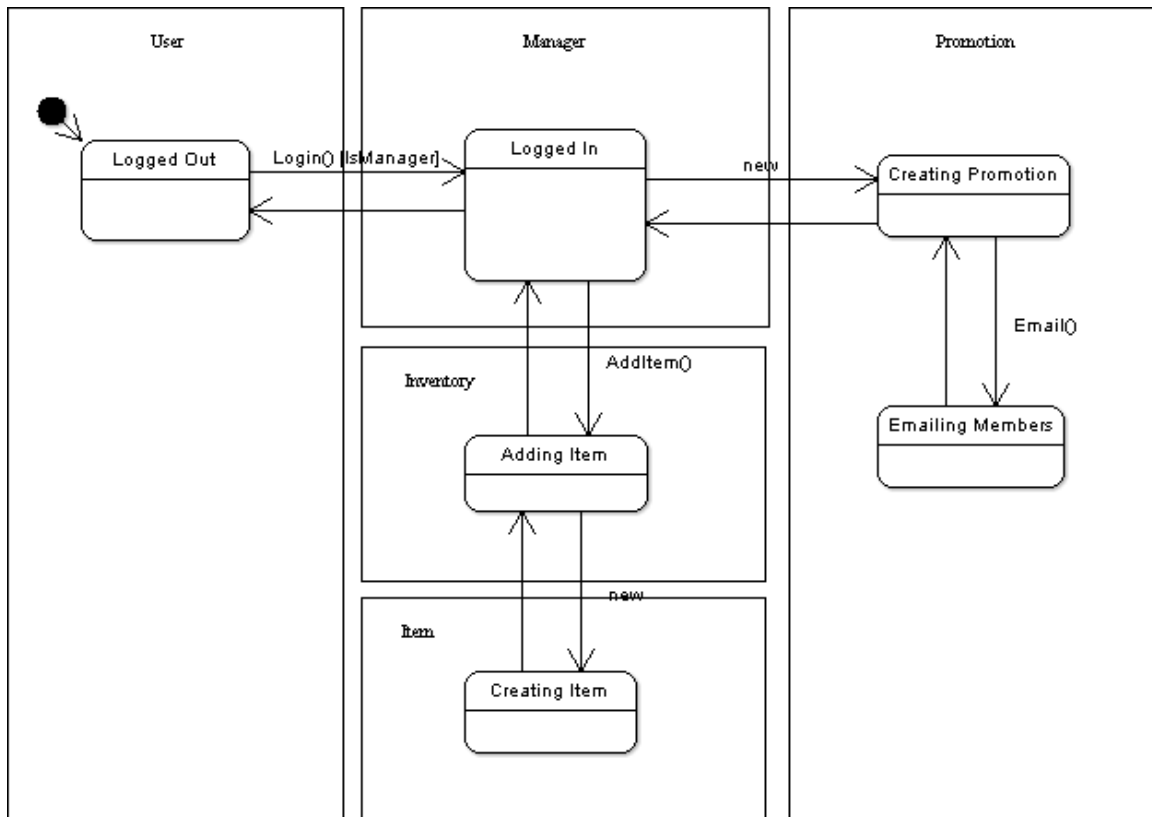 User
Manager
Promotion
Logged Out
Login() [IsManager]
Logged In
new
Creating Promotion
Email()
AddItem()
Inventory
Emailing Members
Adding Item
new
Item
Creating Item